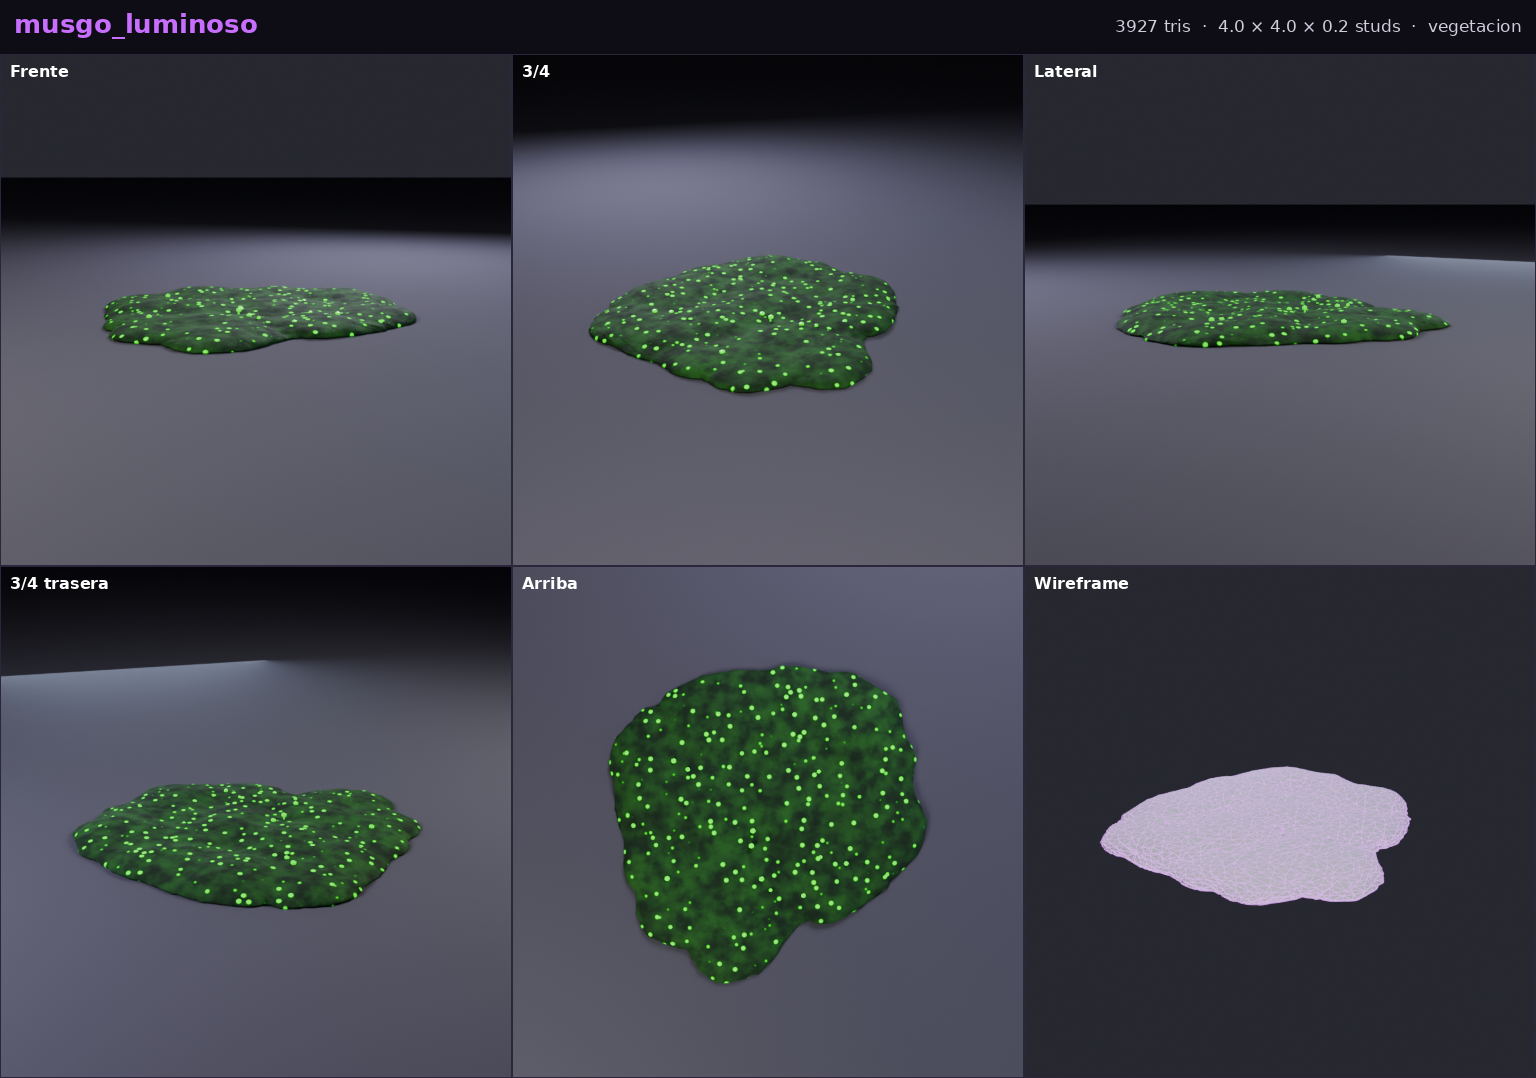 musgo_luminoso
3927 tris · 4.0 × 4.0 × 0.2 studs · vegetacion
Frente
3/4
Lateral
3/4 trasera
Arriba
Wireframe